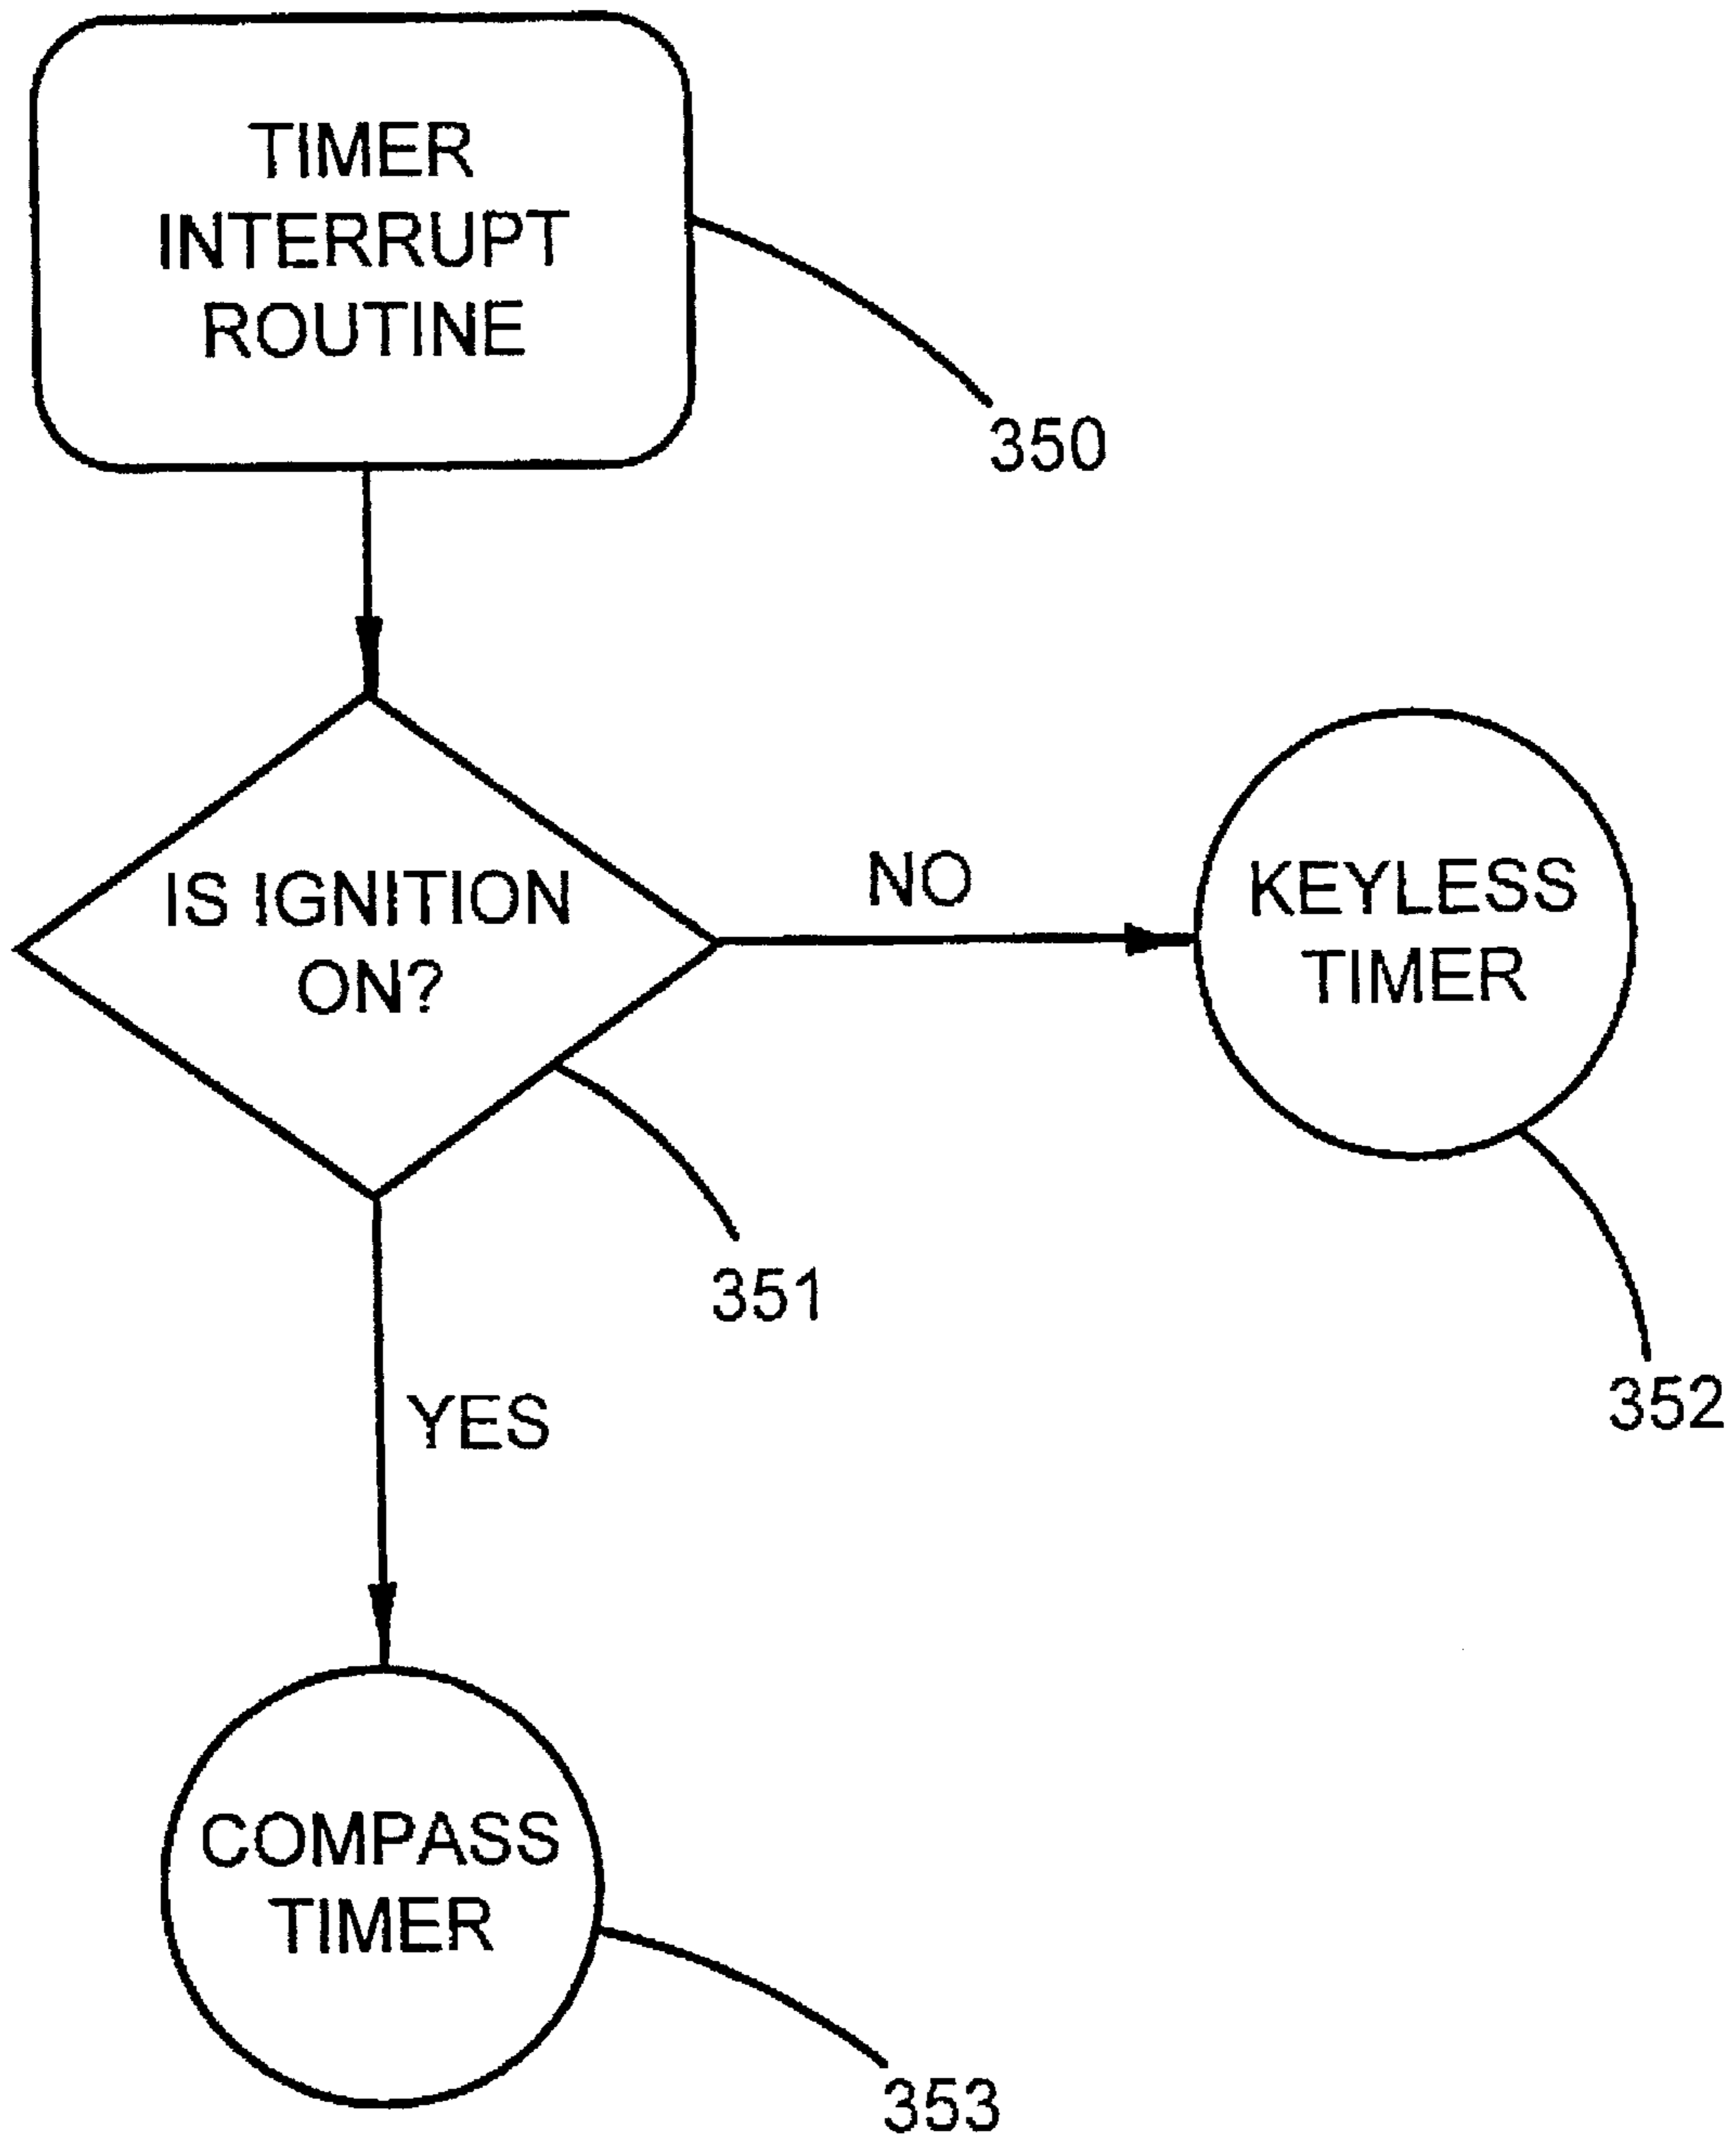 TIMER
INTERRUPT
ROUTINE
350
IS IGNITION
ON?
NO
KEYLESS
TIMER
351
352
YES
COMPASS
TIMER
353